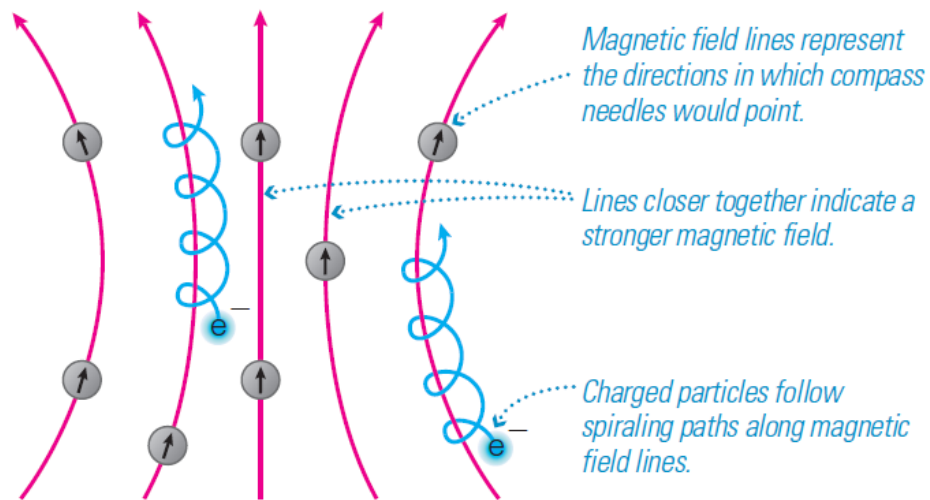 Magnetic field lines represent
the directions in which compass
needles would point.
Lines closer together indicate a
stronger magnetic field.
e⁻
Charged particles follow
spiraling paths along magnetic
field lines.
e⁻